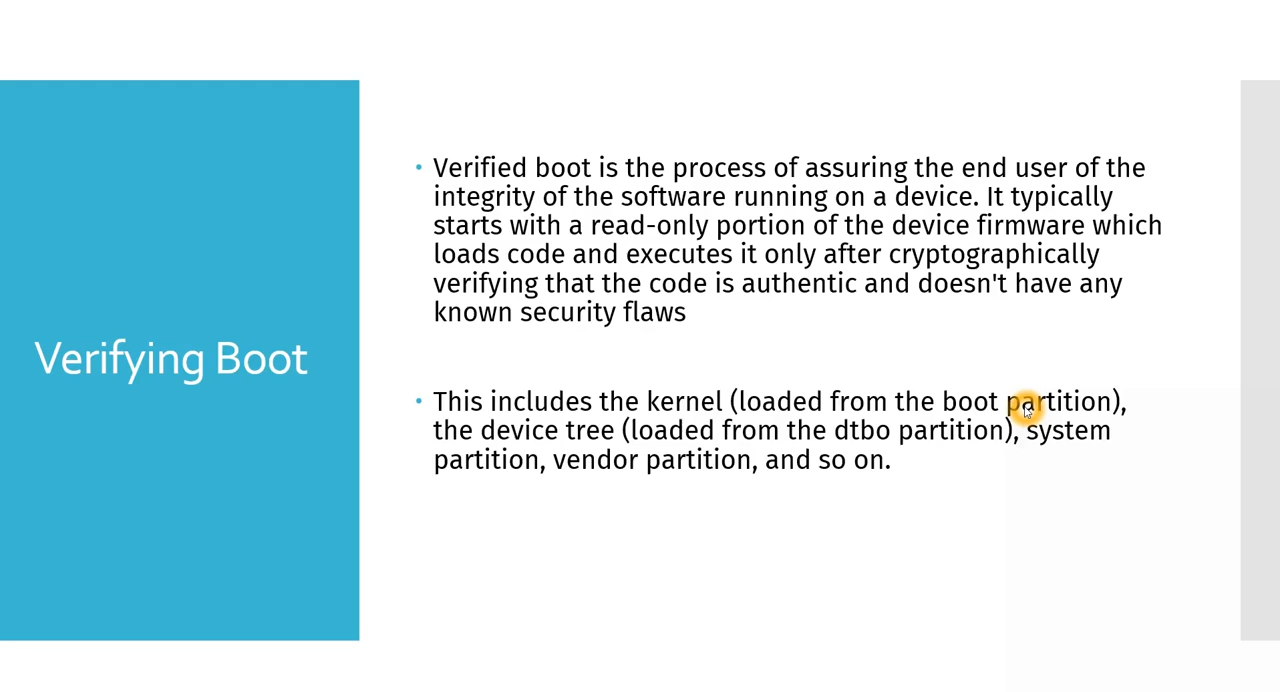 Verifying Boot
• Verified boot is the process of assuring the end user of the
integrity of the software running on a device. It typically
starts with a read-only portion of the device firmware which
loads code and executes it only after cryptographically
verifying that the code is authentic and doesn't have any
known security flaws
• This includes the kernel (loaded from the boot partition),
the device tree (loaded from the dtbo partition), system
partition, vendor partition, and so on.